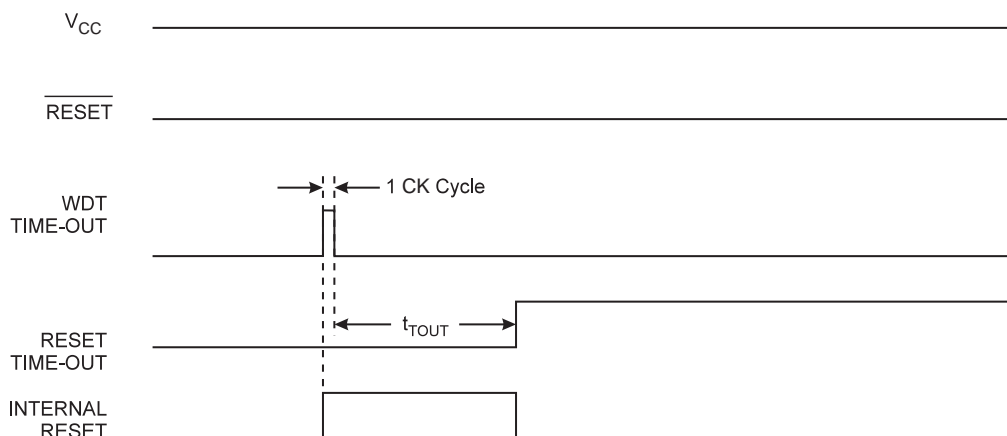 VCC
RESET
1 CK Cycle
WDT
TIME-OUT
tTOUT
RESET
TIME-OUT
INTERNAL
RESET